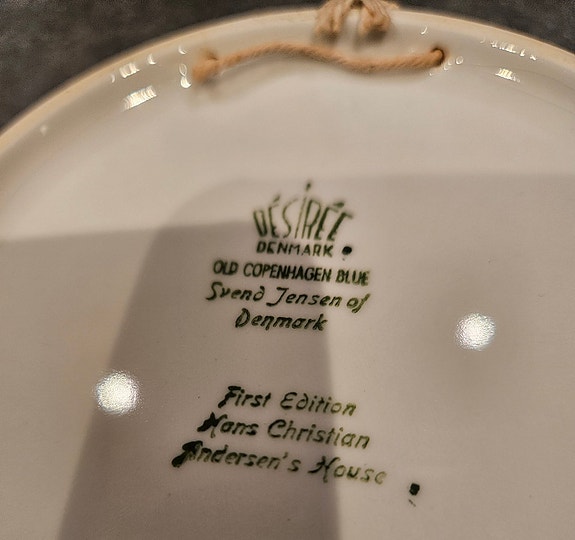 DÉSIRÉE
DENMARK
OLD COPENHAGEN BLUE
Svend Jensen of
Denmark
First Edition
Hans Christian
Andersen's House